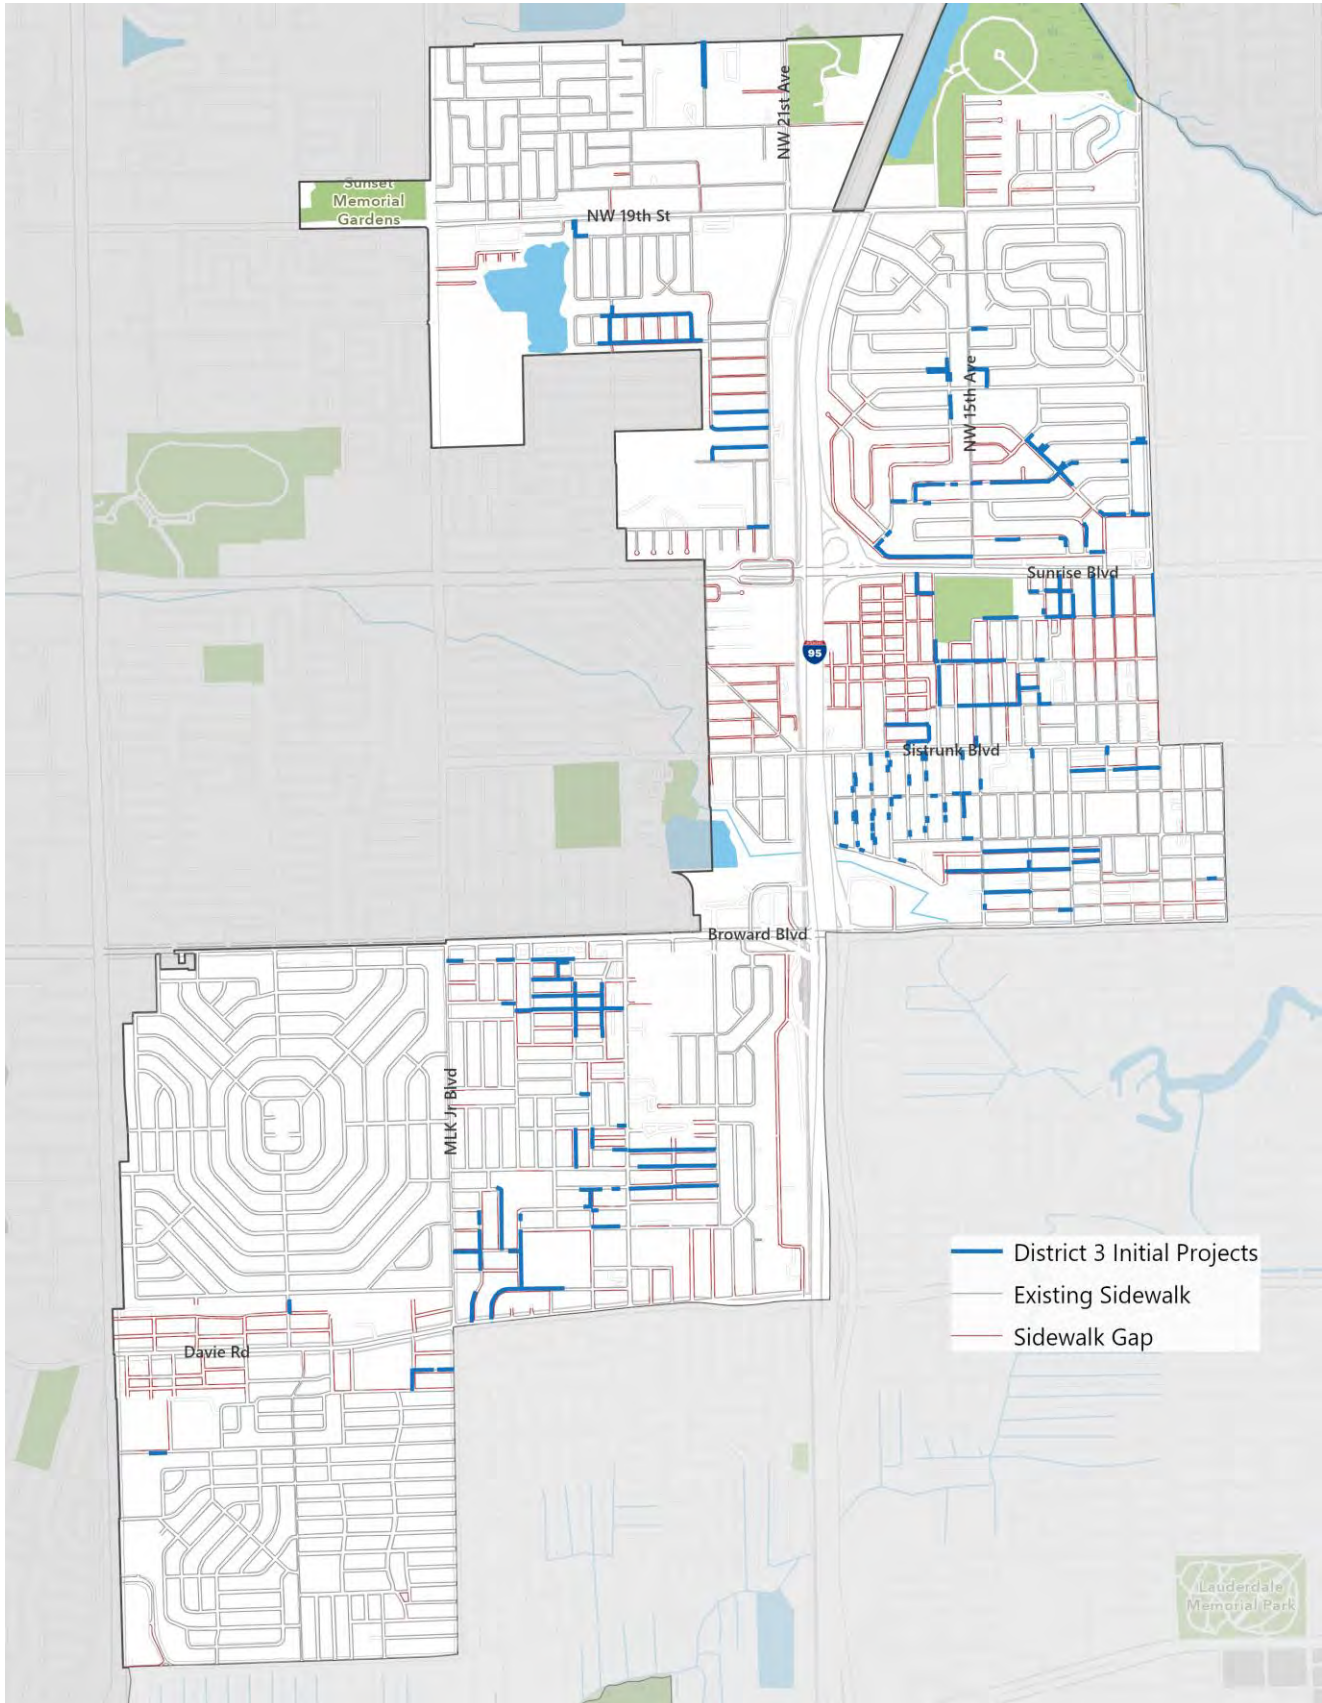 NW 21st Ave
Sunset
Memorial
Gardens
NW 19th St
NW 15th Ave
Sunrise Blvd
95
Sistrunk Blvd
Broward Blvd
MLK Jr Blvd
District 3 Initial Projects
Existing Sidewalk
Sidewalk Gap
Davie Rd
Lauderdale
Memorial Park